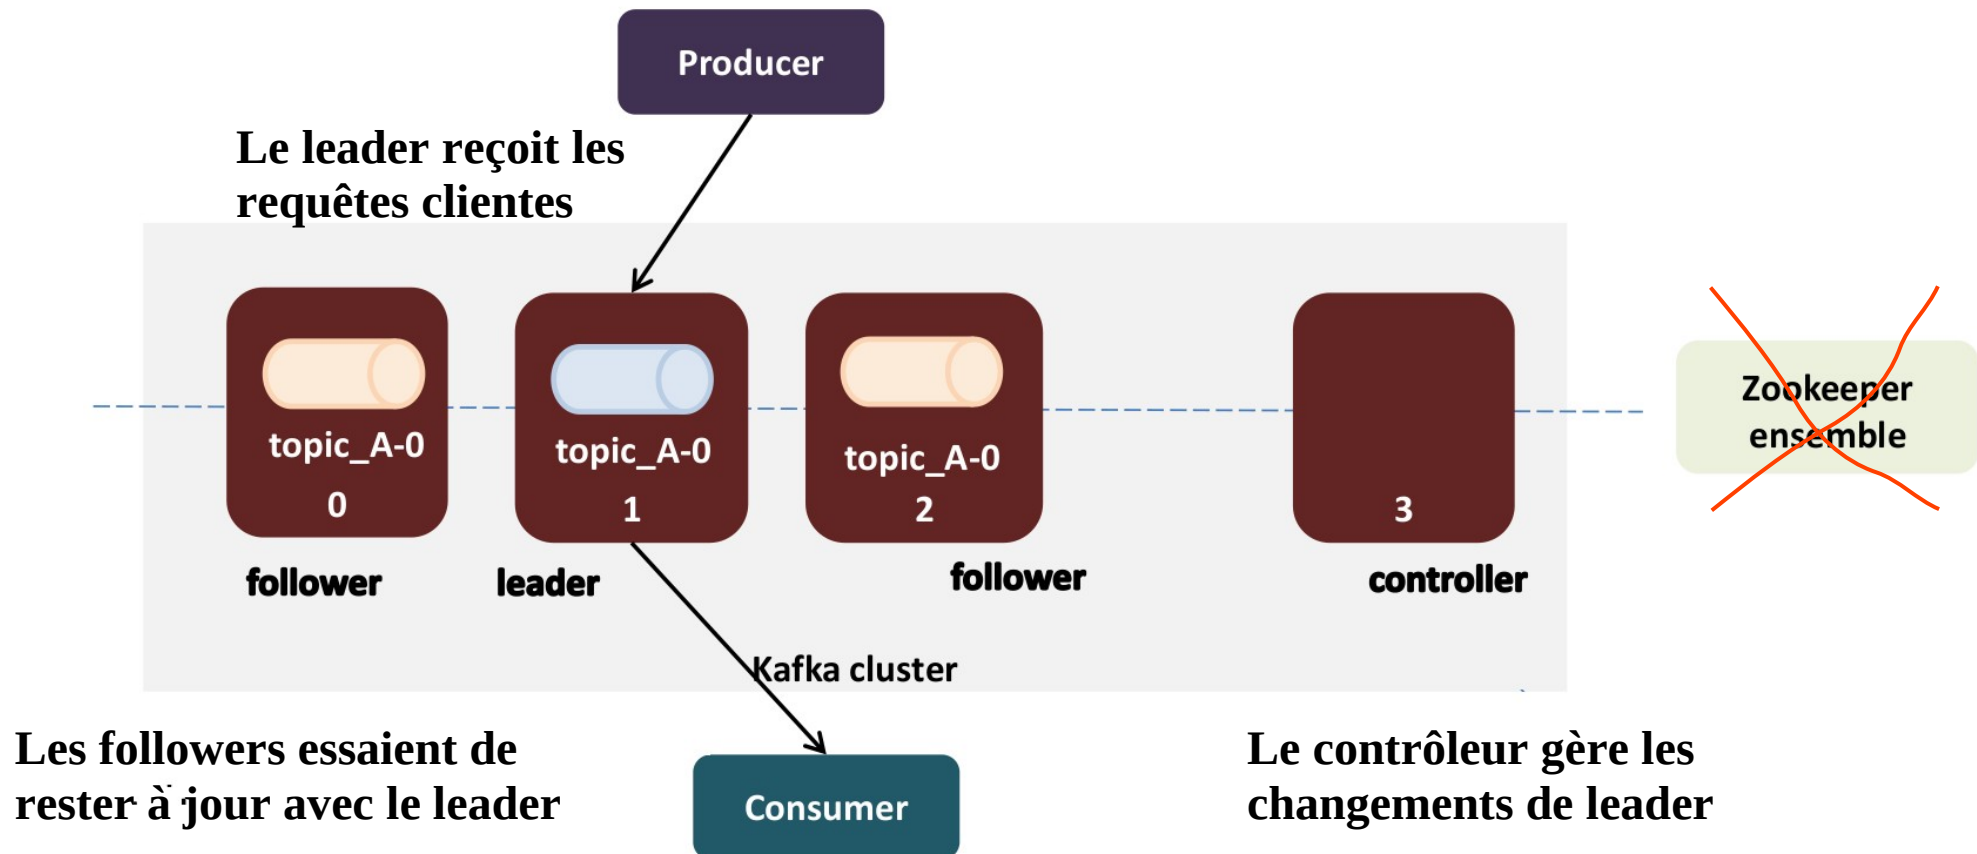 Producer
Le leader reçoit les
requêtes clientes
topic_A-0
0
topic_A-0
1
topic_A-0
2
3
Zookeeper
ensemble
follower
leader
follower
controller
Kafka cluster
Les followers essaient de
rester à jour avec le leader
Consumer
Le contrôleur gère les
changements de leader